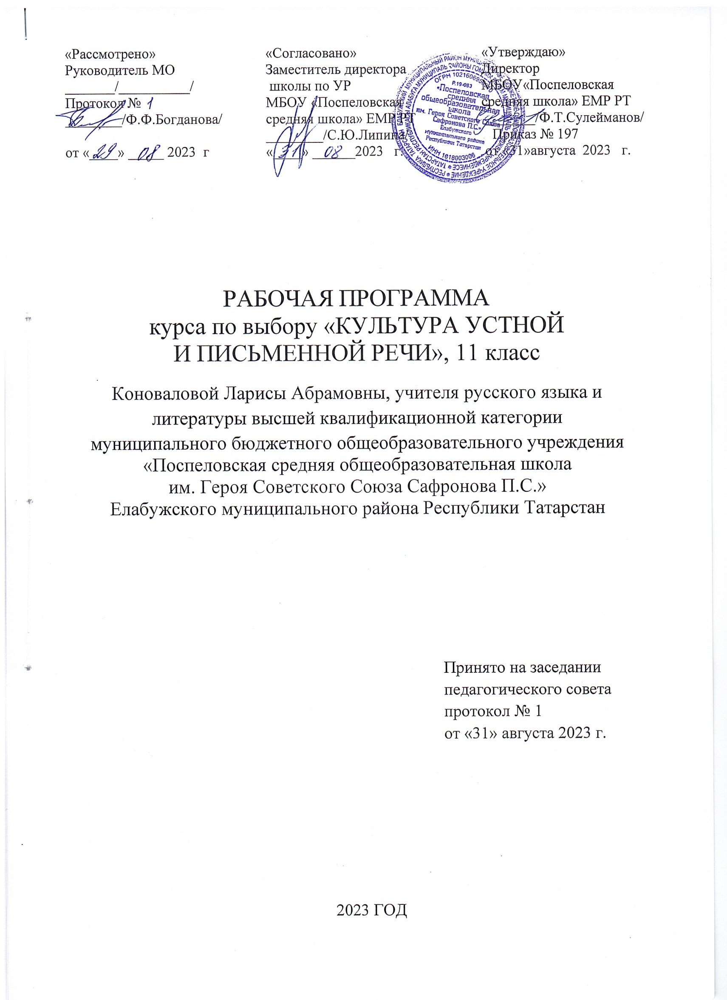 «Рассмотрено»
Руководитель МО
_______/__________/
Протокол № 1
________/Ф.Ф.Богданова/
от «29» 08 2023 г
«Согласовано»
Заместитель директора
школы по УР
МБОУ «Поспеловская
средняя школа» ЕМР РТ
________/С.Ю.Липина/
«31» 08 2023 г.
«Утверждаю»
Директор
МБОУ «Поспеловская
средняя школа» ЕМР РТ
_______/Ф.Т.Сулейманов/
Приказ № 197
от «31»августа 2023 г.
Р.19-083
«Поспеловская
средняя
общеобразовательная
школа
им. Героя Советского Союза
Сафронова П.С.»
Елабужского
муниципального района
Республики Татарстан
ИНН 1618003006
РАБОЧАЯ ПРОГРАММА
курса по выбору «КУЛЬТУРА УСТНОЙ
И ПИСЬМЕННОЙ РЕЧИ», 11 класс
Коноваловой Ларисы Абрамовны, учителя русского языка и
литературы высшей квалификационной категории
муниципального бюджетного общеобразовательного учреждения
«Поспеловская средняя общеобразовательная школа
им. Героя Советского Союза Сафронова П.С.»
Елабужского муниципального района Республики Татарстан
Принято на заседании
педагогического совета
протокол № 1
от «31» августа 2023 г.
2023 ГОД